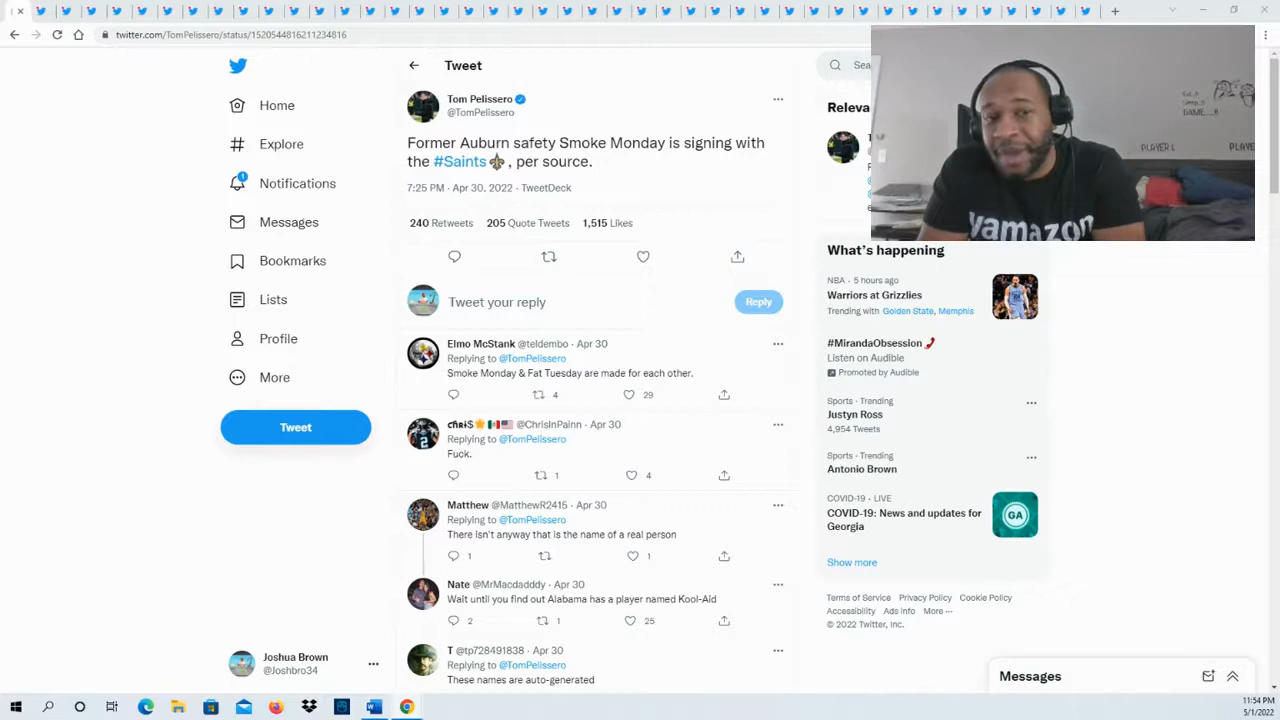 twitter.com/TomPelissero/status/1520544816211234816
Home
Explore
Notifications
1
Messages
Bookmarks
Lists
Profile
More
Tweet
Joshua Brown
@Joshbro34
Tweet
Tom Pelissero
@TomPelissero
Former Auburn safety Smoke Monday is signing with
the #Saints, per source.
7:25 PM · Apr 30, 2022 · TweetDeck
240 Retweets 205 Quote Tweets 1,515 Likes
Tweet your reply
Reply
Elmo McStank @teldembo · Apr 30
Replying to @TomPelissero
Smoke Monday & Fat Tuesday are made for each other.
4 29
@ChrisInPainn · Apr 30
Replying to @TomPelissero
Fuck.
1 4
Matthew @MatthewR2415 · Apr 30
Replying to @TomPelissero
There isn't anyway that is the name of a real person
1 1
Nate @MrMacdadddy · Apr 30
Wait until you find out Alabama has a player named Kool-Aid
2 1 25
T @tp728491838 · Apr 30
Replying to @TomPelissero
These names are auto-generated
Sea
Releva
PLAYER 1
PLAYER
GAME
yamazon
What's happening
NBA · 5 hours ago
Warriors at Grizzlies
Trending with Golden State, Memphis
#MirandaObsession
Listen on Audible
Promoted by Audible
Sports · Trending
Justyn Ross
4,954 Tweets
Sports · Trending
Antonio Brown
COVID-19 · LIVE
COVID-19: News and updates for
Georgia
GA
Show more
Terms of Service Privacy Policy Cookie Policy
Accessibility Ads info More
© 2022 Twitter, Inc.
Messages
11:54 PM
5/1/2022